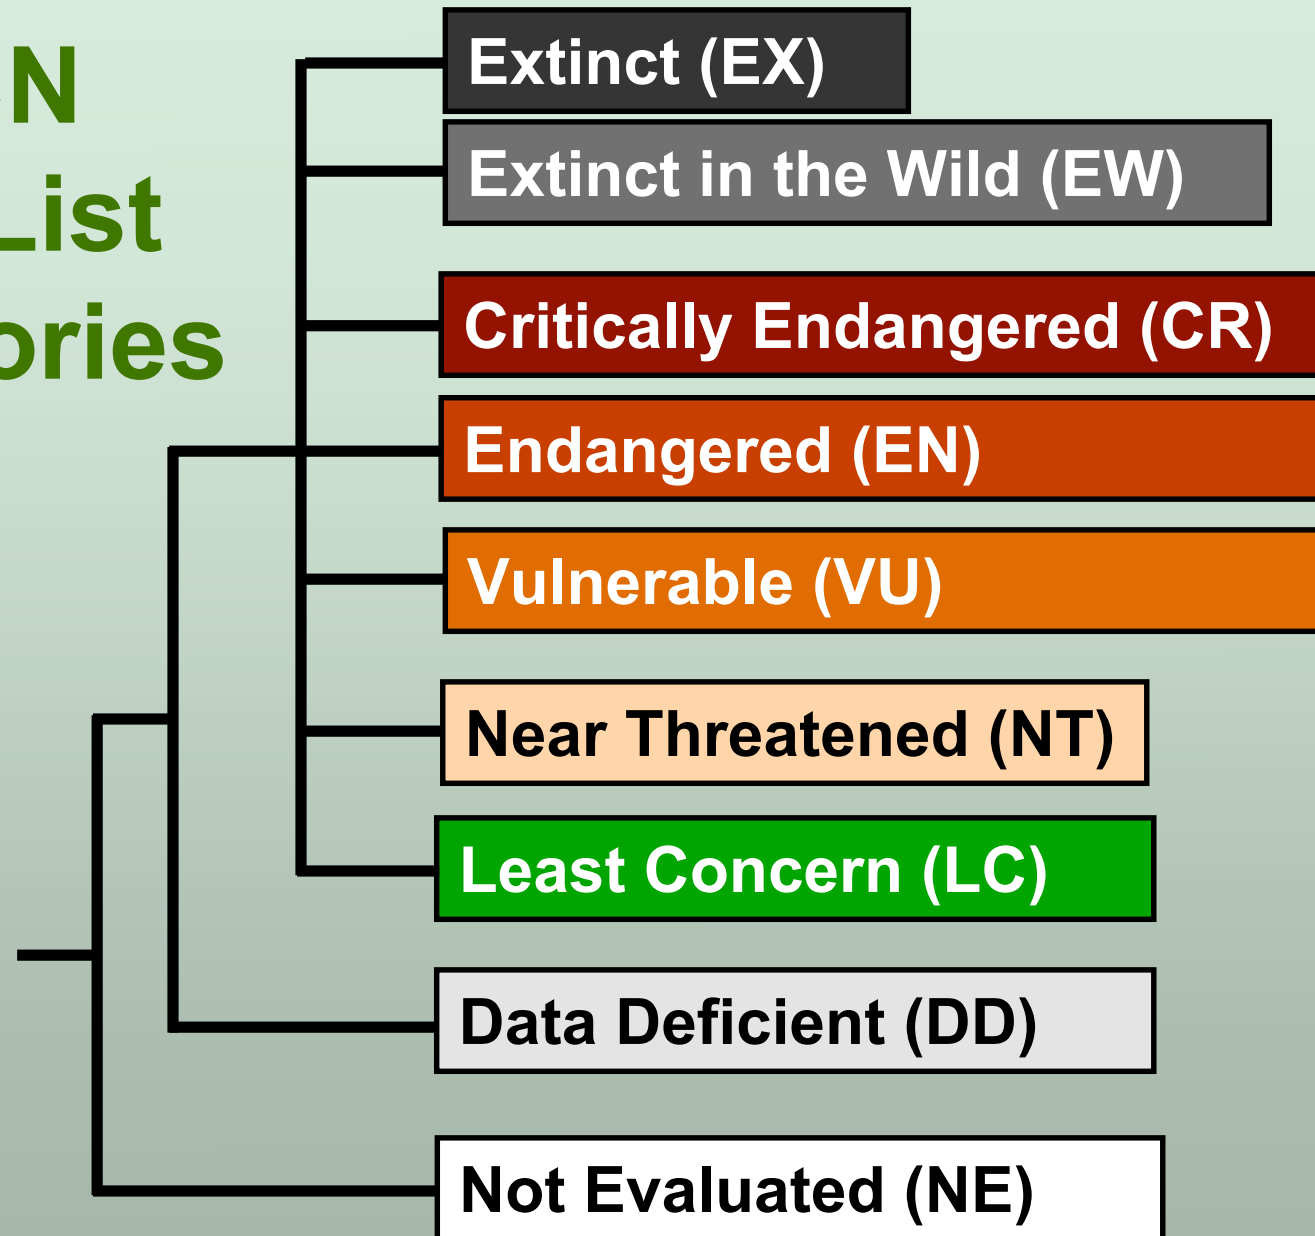 N
List
ories
Extinct (EX)
Extinct in the Wild (EW)
Critically Endangered (CR)
Endangered (EN)
Vulnerable (VU)
Near Threatened (NT)
Least Concern (LC)
Data Deficient (DD)
Not Evaluated (NE)